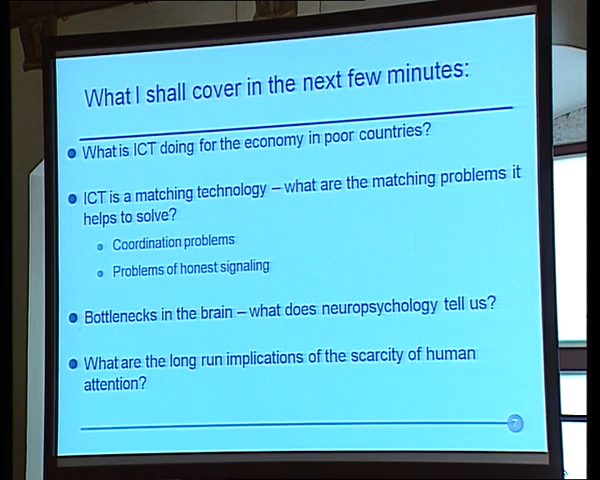 What I shall cover in the next few minutes:
What is ICT doing for the economy in poor countries?
ICT is a matching technology – what are the matching problems it
helps to solve?
Coordination problems
Problems of honest signaling
Bottlenecks in the brain – what does neuropsychology tell us?
What are the long run implications of the scarcity of human
attention?
7